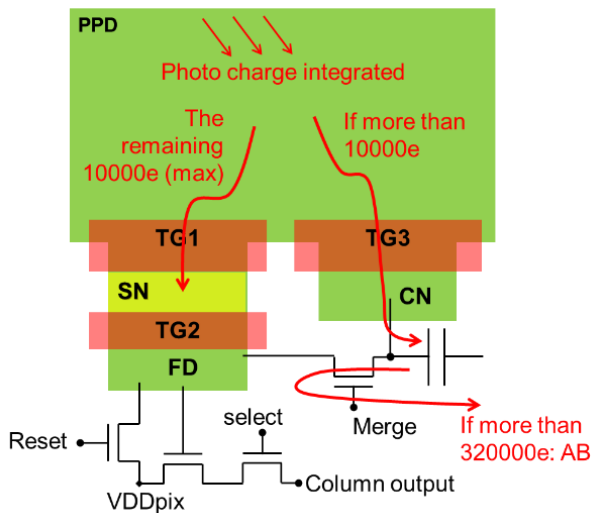 PPD
Photo charge integrated
The
remaining
10000e (max)
If more than
10000e
TG1
TG3
SN
CN
TG2
FD
select
Merge
If more than
320000e: AB
Reset
VDDpix
Column output